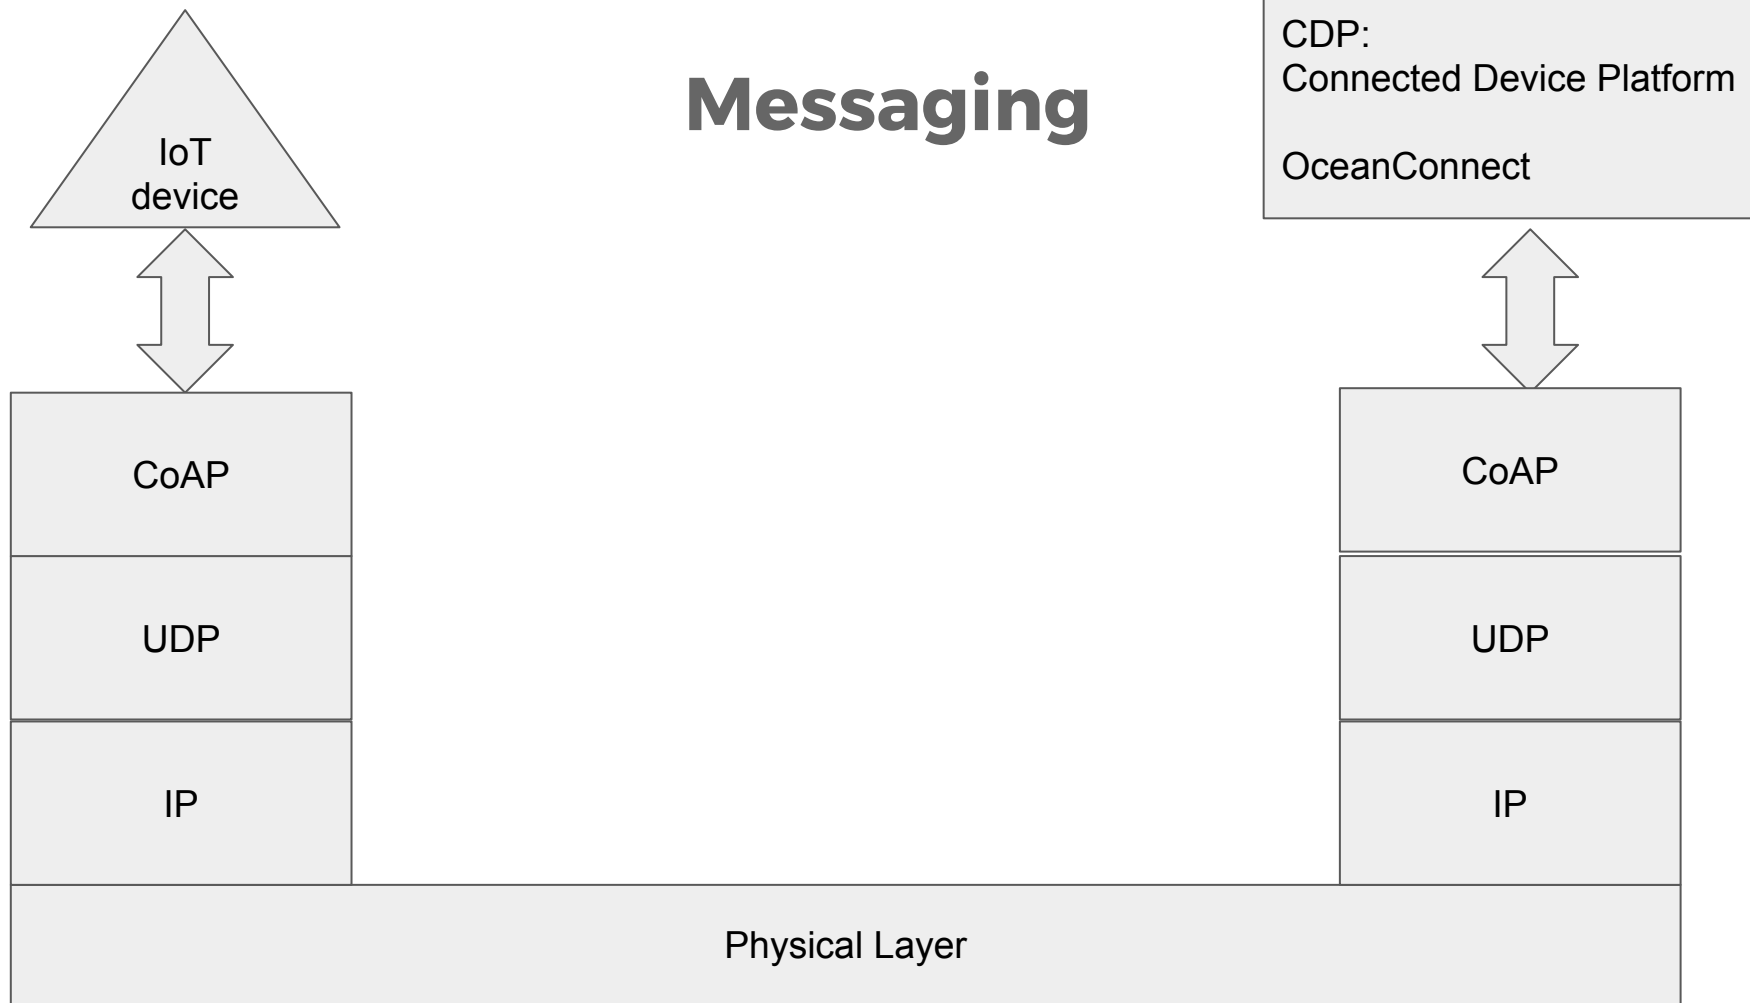 Messaging
IoT
device
CDP:
Connected Device Platform
OceanConnect
CoAP
UDP
IP
CoAP
UDP
IP
Physical Layer